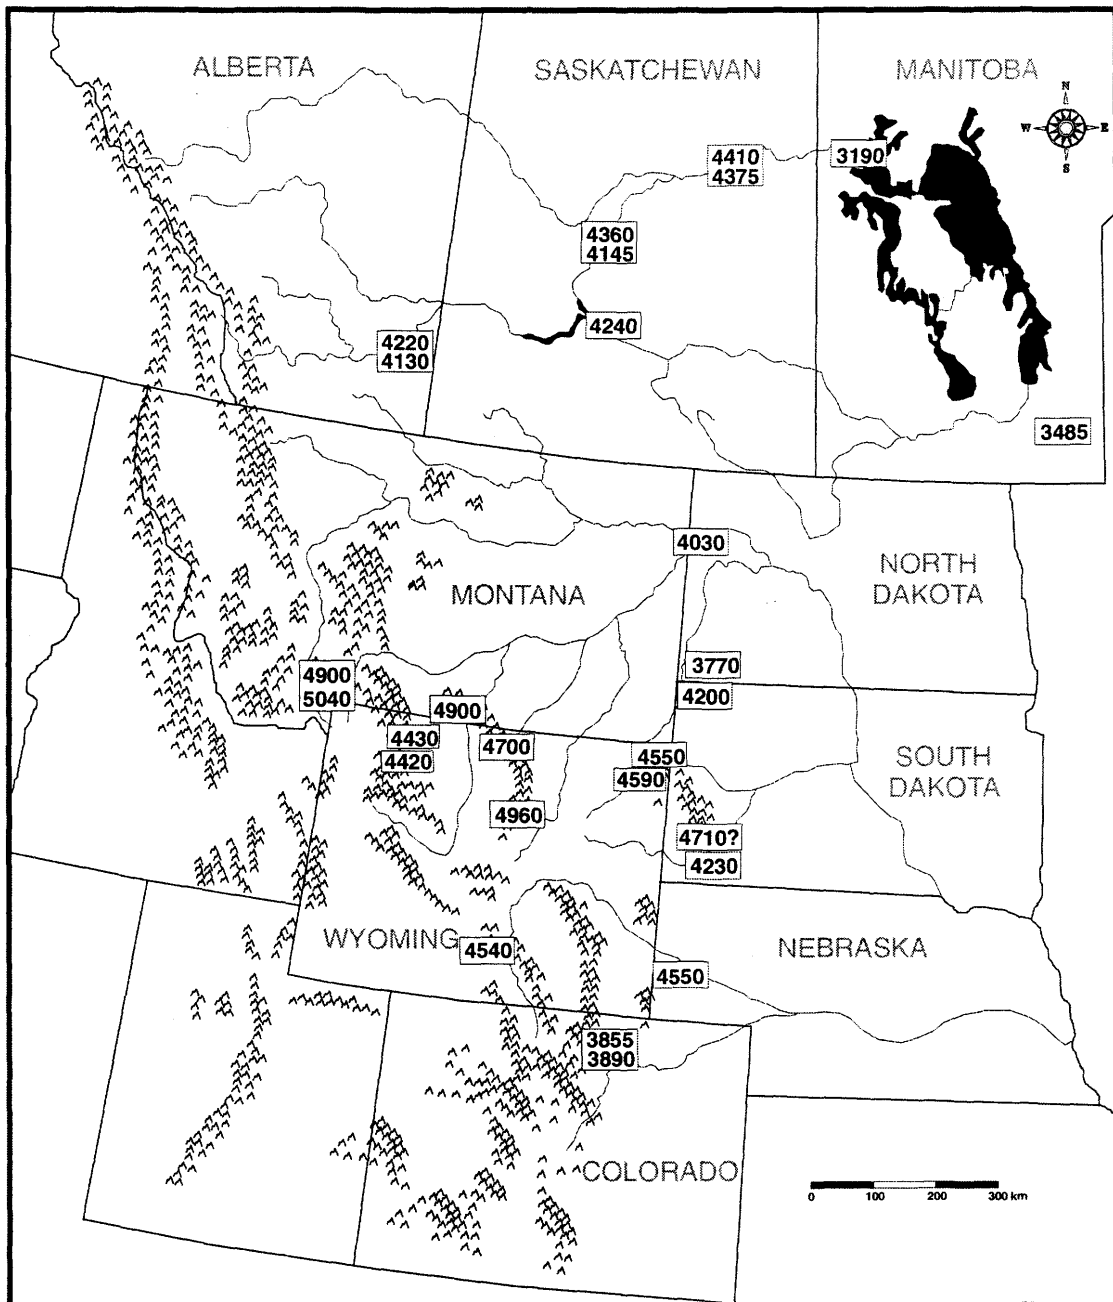 ALBERTA
SASKATCHEWAN
MANITOBA
N
W
E
S
4410
4375
3190
4360
4145
4240
4220
4130
3485
4030
NORTH
DAKOTA
MONTANA
3770
4200
4900
5040
4900
4430
4420
4700
4550
4590
SOUTH
DAKOTA
4960
4710?
4230
WYOMING
4540
NEBRASKA
4550
3855
3890
COLORADO
0 100 200 300 km